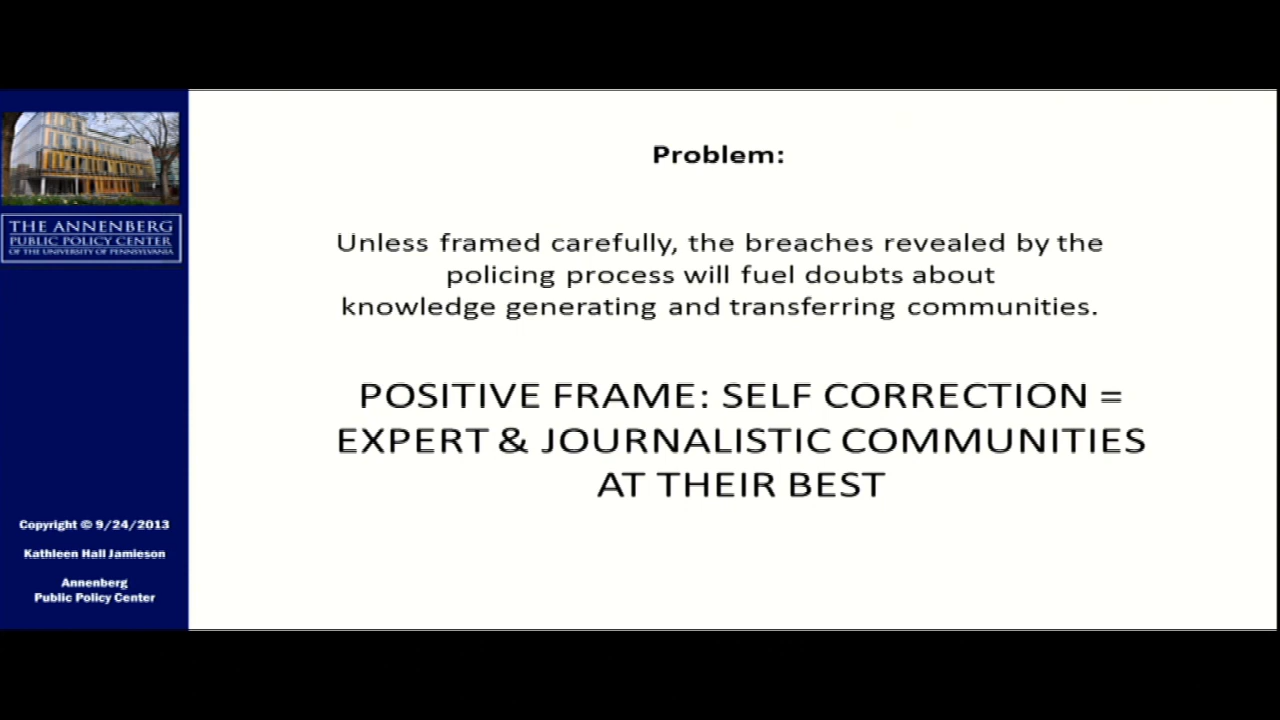 THE ANNENBERG
PUBLIC POLICY CENTER
OF THE UNIVERSITY OF PENNSYLVANIA
Copyright © 9/24/2013
Kathleen Hall Jamieson
Annenberg
Public Policy Center
Problem:
Unless framed carefully, the breaches revealed by the
policing process will fuel doubts about
knowledge generating and transferring communities.
POSITIVE FRAME: SELF CORRECTION =
EXPERT & JOURNALISTIC COMMUNITIES
AT THEIR BEST